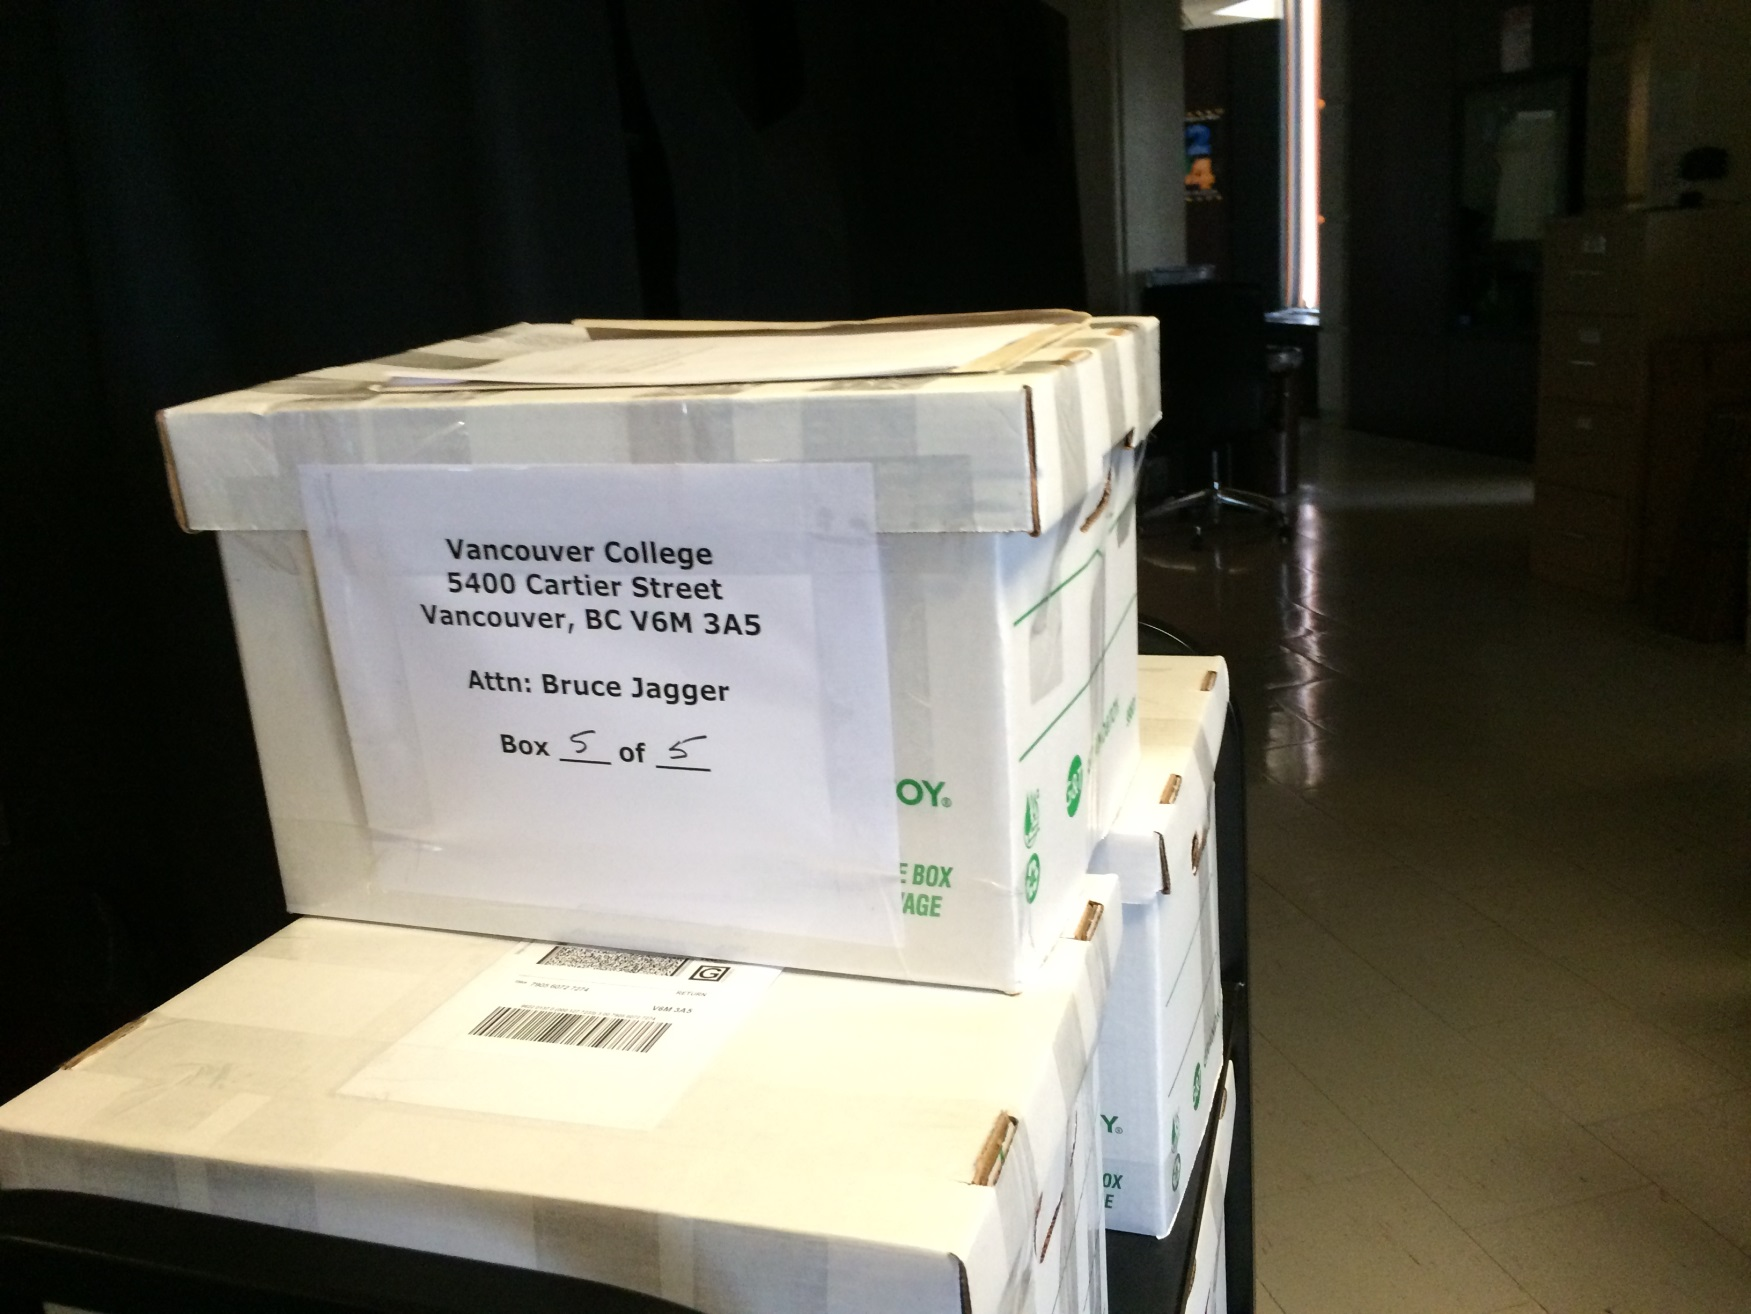 Vancouver College
5400 Cartier Street
Vancouver, BC V6M 3A5
Attn: Bruce Jagger
Box 5 of 5
OY®
E BOX
AGE
G
RETURN
V6M 3A5
Y®
OX
E